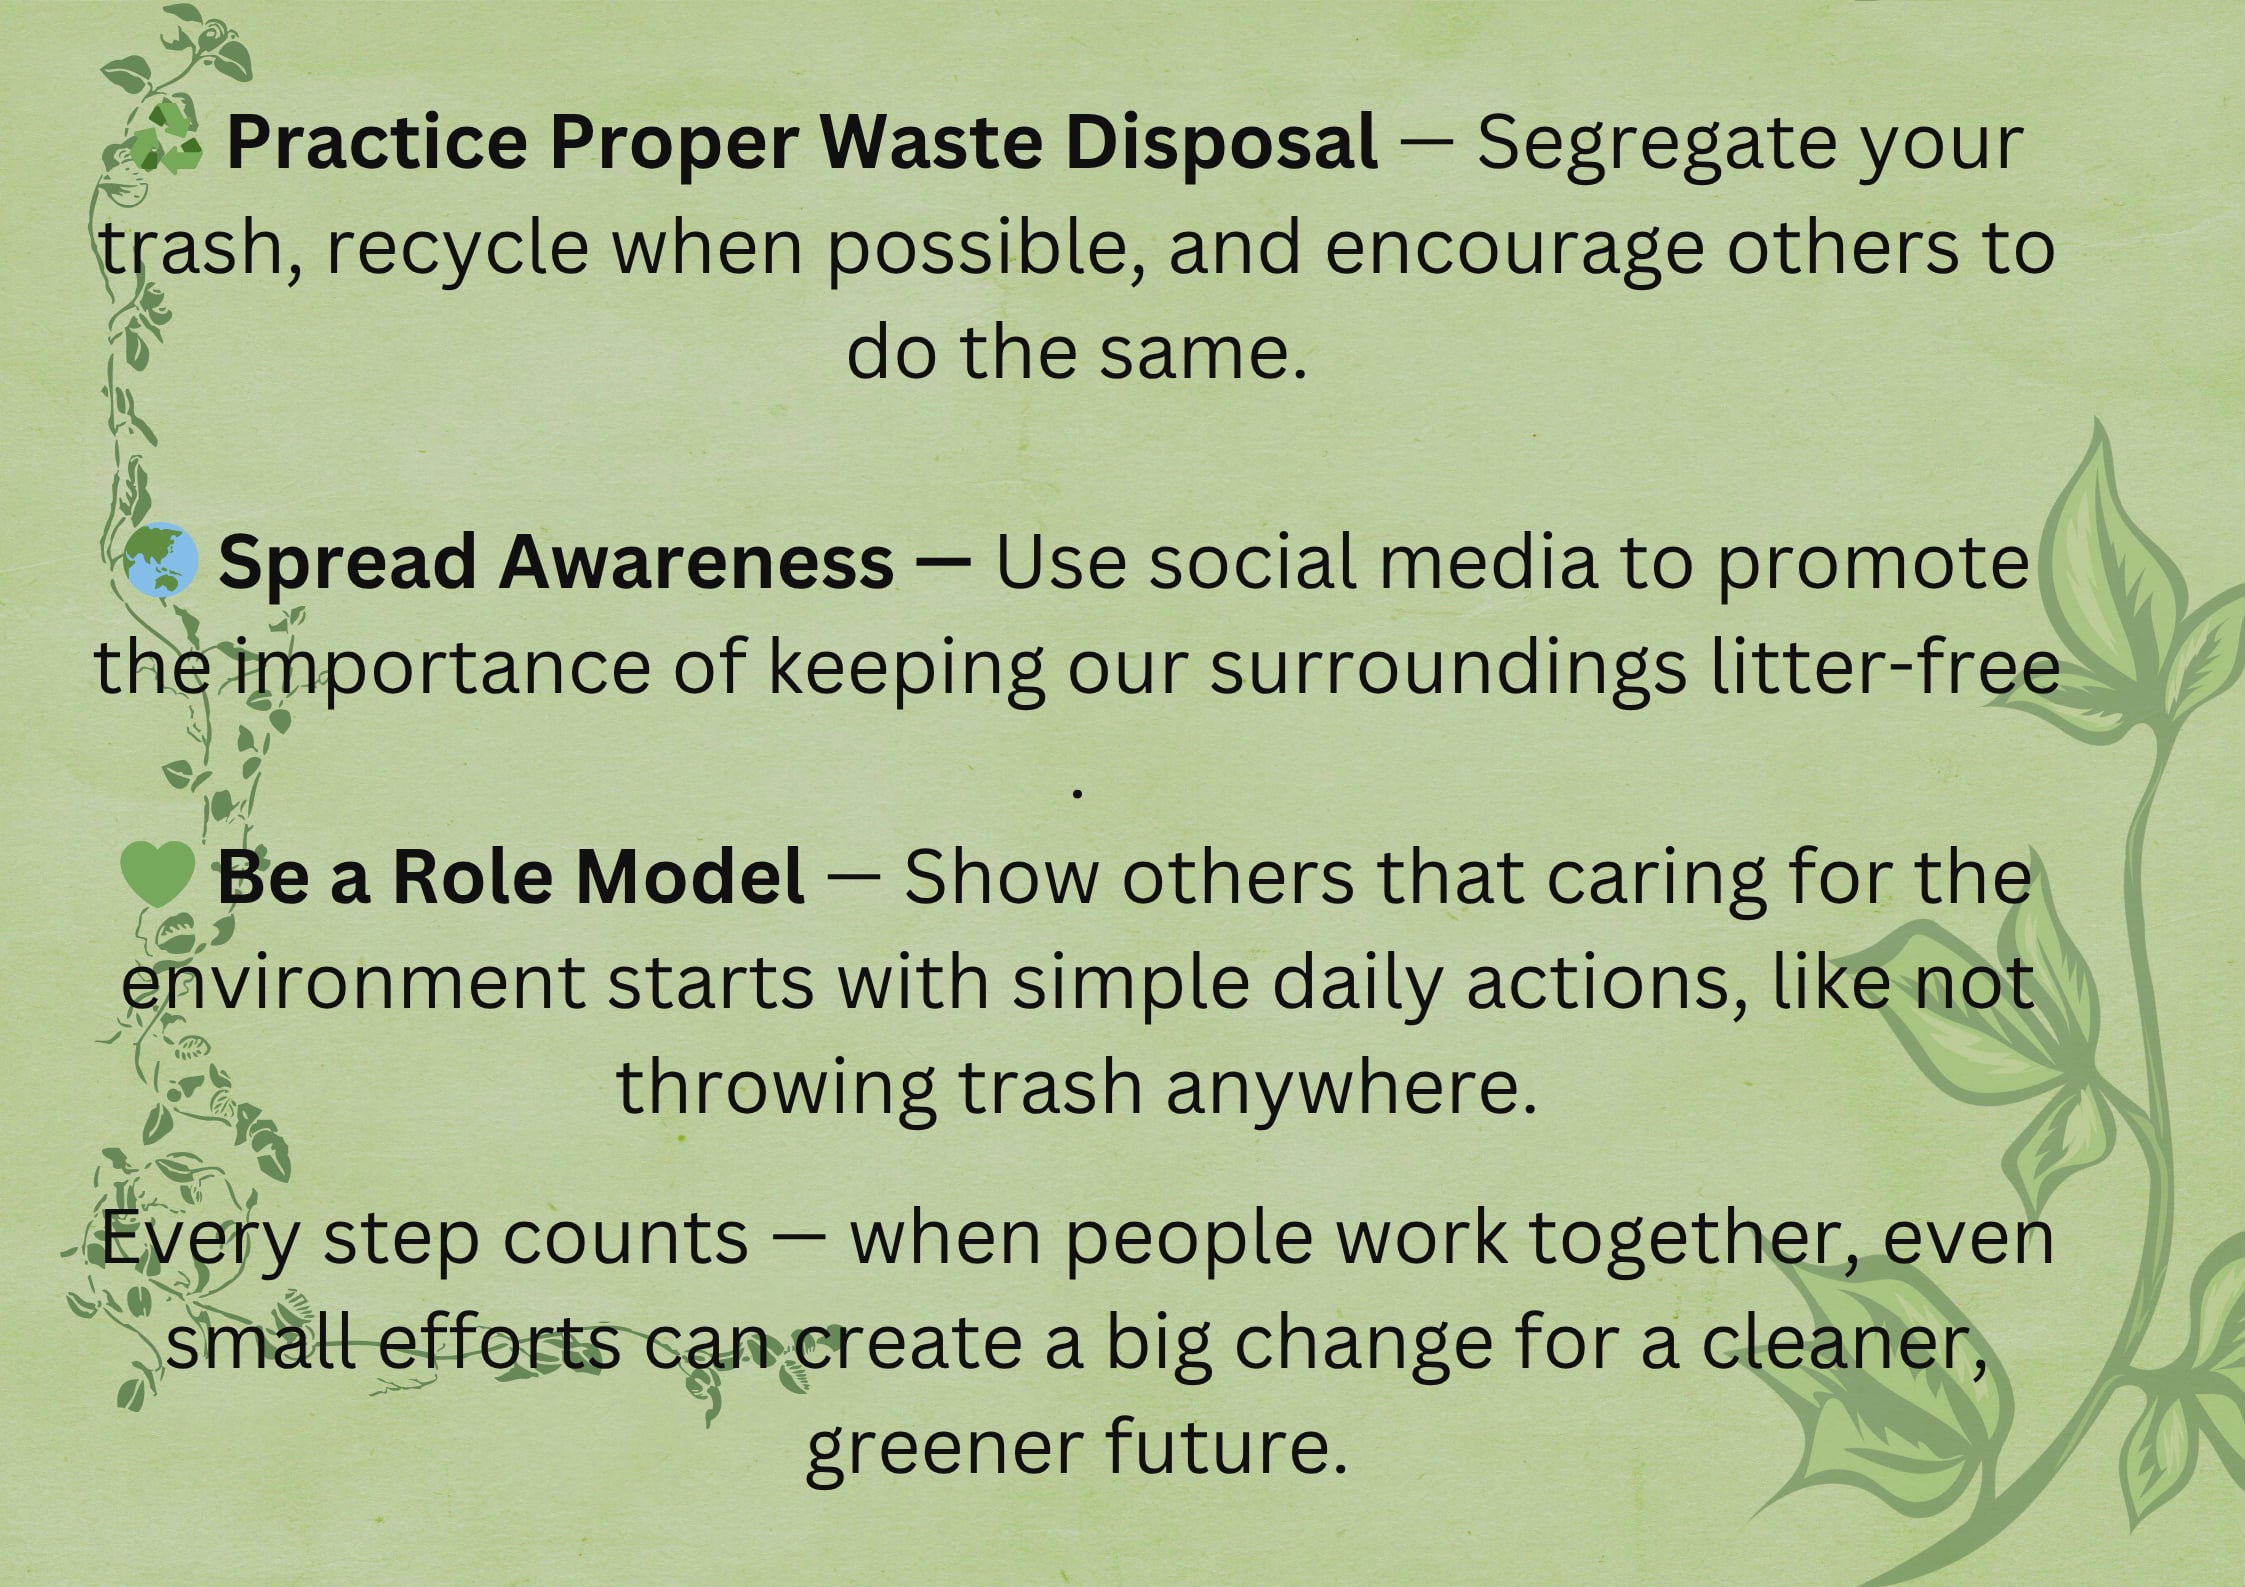 ♻️ Practice Proper Waste Disposal — Segregate your
trash, recycle when possible, and encourage others to
do the same.
🌏 Spread Awareness — Use social media to promote
the importance of keeping our surroundings litter-free
.
💚 Be a Role Model — Show others that caring for the
environment starts with simple daily actions, like not
throwing trash anywhere.
Every step counts — when people work together, even
small efforts can create a big change for a cleaner,
greener future.